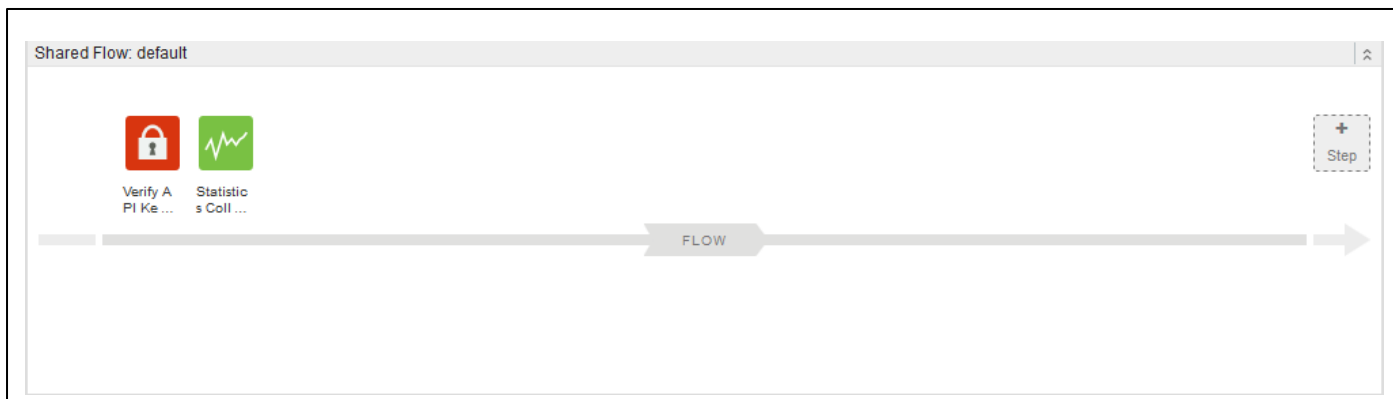 Shared Flow: default
+
Step
Verify A
PI Ke ...
Statistic
s Coll ...
FLOW